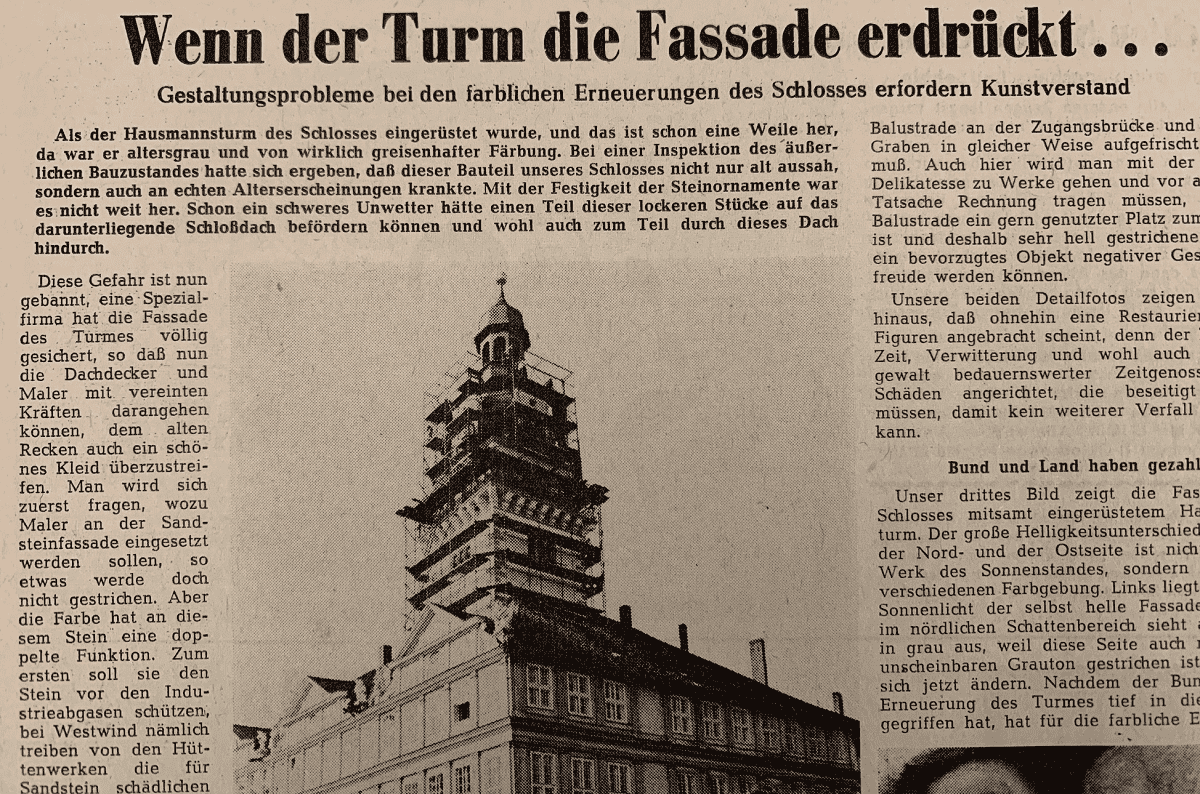 Wenn der Turm die Fassade erdrückt . . .
Gestaltungsprobleme bei den farblichen Erneuerungen des Schlosses erfordern Kunstverstand
Als der Hausmannsturm des Schlosses eingerüstet wurde, und das ist schon eine Weile her,
da war er altersgrau und von wirklich greisenhafter Färbung. Bei einer Inspektion des äußer-
lichen Bauzustandes hatte sich ergeben, daß dieser Bauteil unseres Schlosses nicht nur alt aussah,
sondern auch an echten Alterserscheinungen krankte. Mit der Festigkeit der Steinornamente war
es nicht weit her. Schon ein schweres Unwetter hätte einen Teil dieser lockeren Stücke auf das
darunterliegende Schloßdach befördern können und wohl auch zum Teil durch dieses Dach
hindurch.
Diese Gefahr ist nun
gebannt, eine Spezial-
firma hat die Fassade
des Turmes völlig
gesichert, so daß nun
die Dachdecker und
Maler mit vereinten
Kräften darangehen
können, dem alten
Recken auch ein schö-
nes Kleid überzustrei-
fen. Man wird sich
zuerst fragen, wozu
Maler an der Sand-
steinfassade eingesetzt
werden sollen, so
etwas werde doch
nicht gestrichen. Aber
die Farbe hat an die-
sem Stein eine dop-
pelte Funktion. Zum
ersten soll sie den
Stein vor den Indu-
strieabgasen schützen,
bei Westwind nämlich
treiben von den Hüt-
tenwerken die für
Sandstein schädlichen
Balustrade an der Zugangsbrücke und
Graben in gleicher Weise aufgefrischt
muß. Auch hier wird man mit der
Delikatesse zu Werke gehen und vor a
Tatsache Rechnung tragen müssen,
Balustrade ein gern genutzter Platz zum
ist und deshalb sehr hell gestrichene
ein bevorzugtes Objekt negativer Ges
freude werden können.
Unsere beiden Detailfotos zeigen
hinaus, daß ohnehin eine Restaurier
Figuren angebracht scheint, denn der
Zeit, Verwitterung und wohl auch
gewalt bedauernswerter Zeitgenoss
Schäden angerichtet, die beseitigt
müssen, damit kein weiterer Verfall
kann.
Bund und Land haben gezahl
Unser drittes Bild zeigt die Fas
Schlosses mitsamt eingerüstetem Ha
turm. Der große Helligkeitsunterschied
der Nord- und der Ostseite ist nich
Werk des Sonnenstandes, sondern
verschiedenen Farbgebung. Links liegt
Sonnenlicht der selbst helle Fassade
im nördlichen Schattenbereich sieht
in grau aus, weil diese Seite auch
unscheinbaren Grauton gestrichen ist
sich jetzt ändern. Nachdem der Bun
Erneuerung des Turmes tief in die
gegriffen hat, hat für die farbliche E